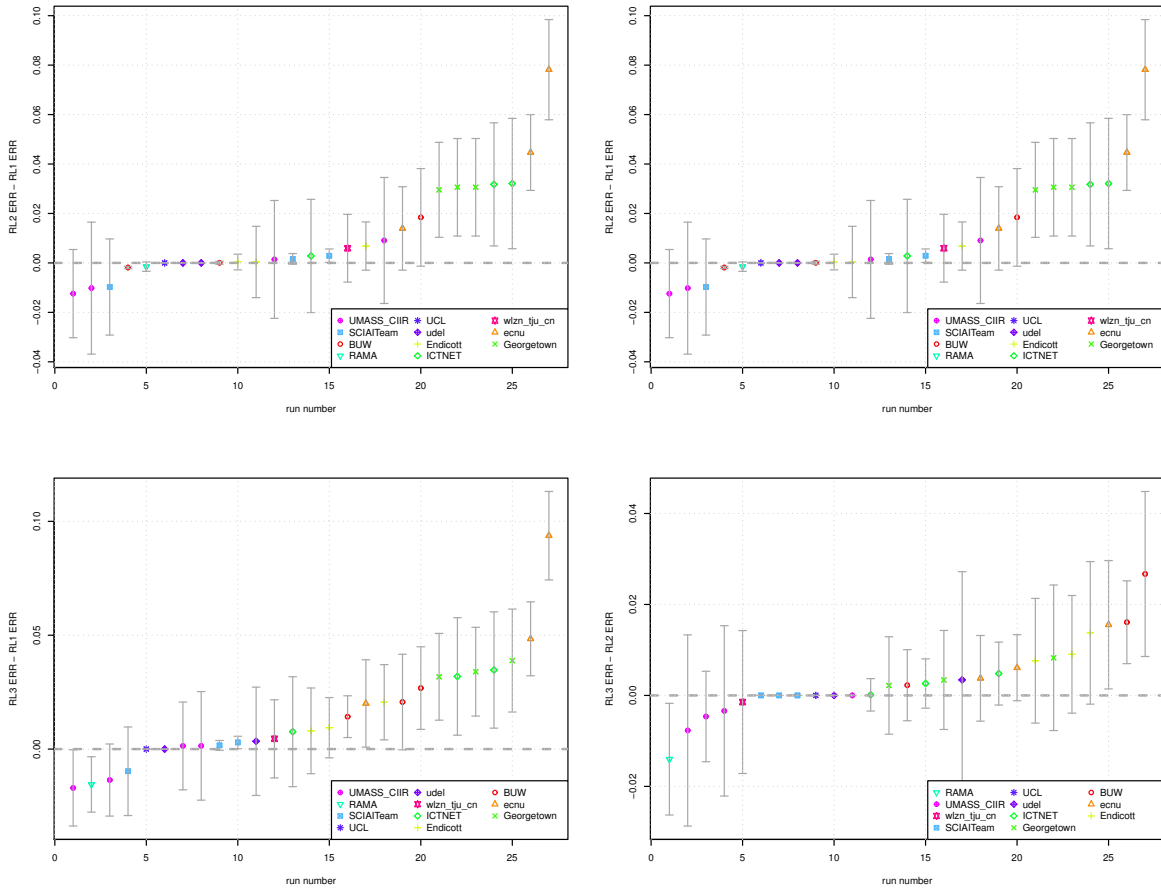 RL2 ERR − RL1 ERR
0.10
0.08
0.06
0.04
0.02
0.00
−0.02
−0.04
UMASS_CIIR UCL wlzn_tju_cn
SCIAITeam udel ecnu
BUW Endicott Georgetown
RAMA ICTNET
0 5 10 15 20 25
run number
RL2 ERR − RL1 ERR
0.10
0.08
0.06
0.04
0.02
0.00
−0.02
−0.04
UMASS_CIIR UCL wlzn_tju_cn
SCIAITeam udel ecnu
BUW Endicott Georgetown
RAMA ICTNET
0 5 10 15 20 25
run number
RL3 ERR − RL1 ERR
0.10
0.05
0.00
UMASS_CIIR udel BUW
RAMA wlzn_tju_cn ecnu
SCIAITeam ICTNET Georgetown
UCL Endicott
0 5 10 15 20 25
run number
RL3 ERR − RL2 ERR
0.04
0.02
0.00
−0.02
RAMA UCL BUW
UMASS_CIIR udel ecnu
wlzn_tju_cn ICTNET Endicott
SCIAITeam Georgetown
0 5 10 15 20 25
run number